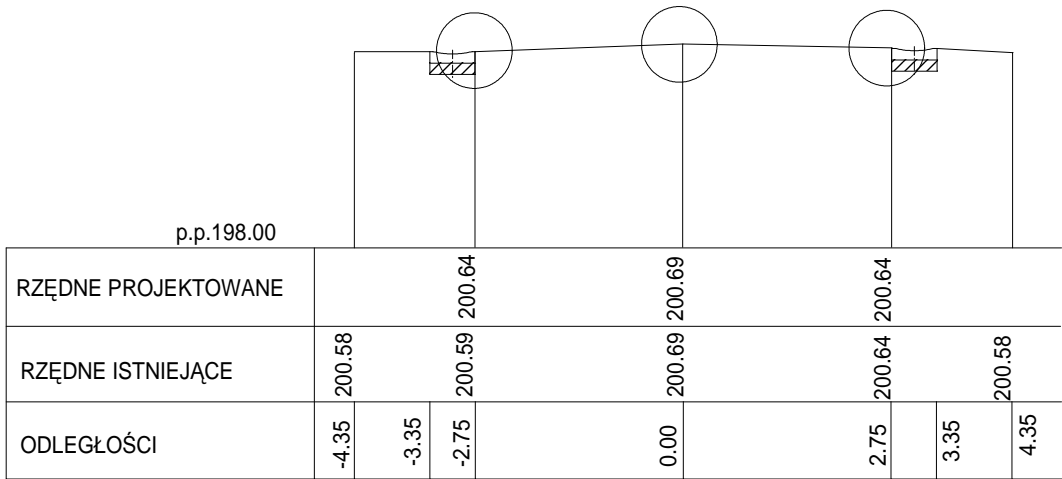 p.p.198.00
RZĘDNE PROJEKTOWANE 200.64 200.69 200.64
RZĘDNE ISTNIEJĄCE 200.58 200.59 200.69 200.64 200.58
ODLEGŁOŚCI -4.35 -3.35 -2.75 0.00 2.75 3.35 4.35